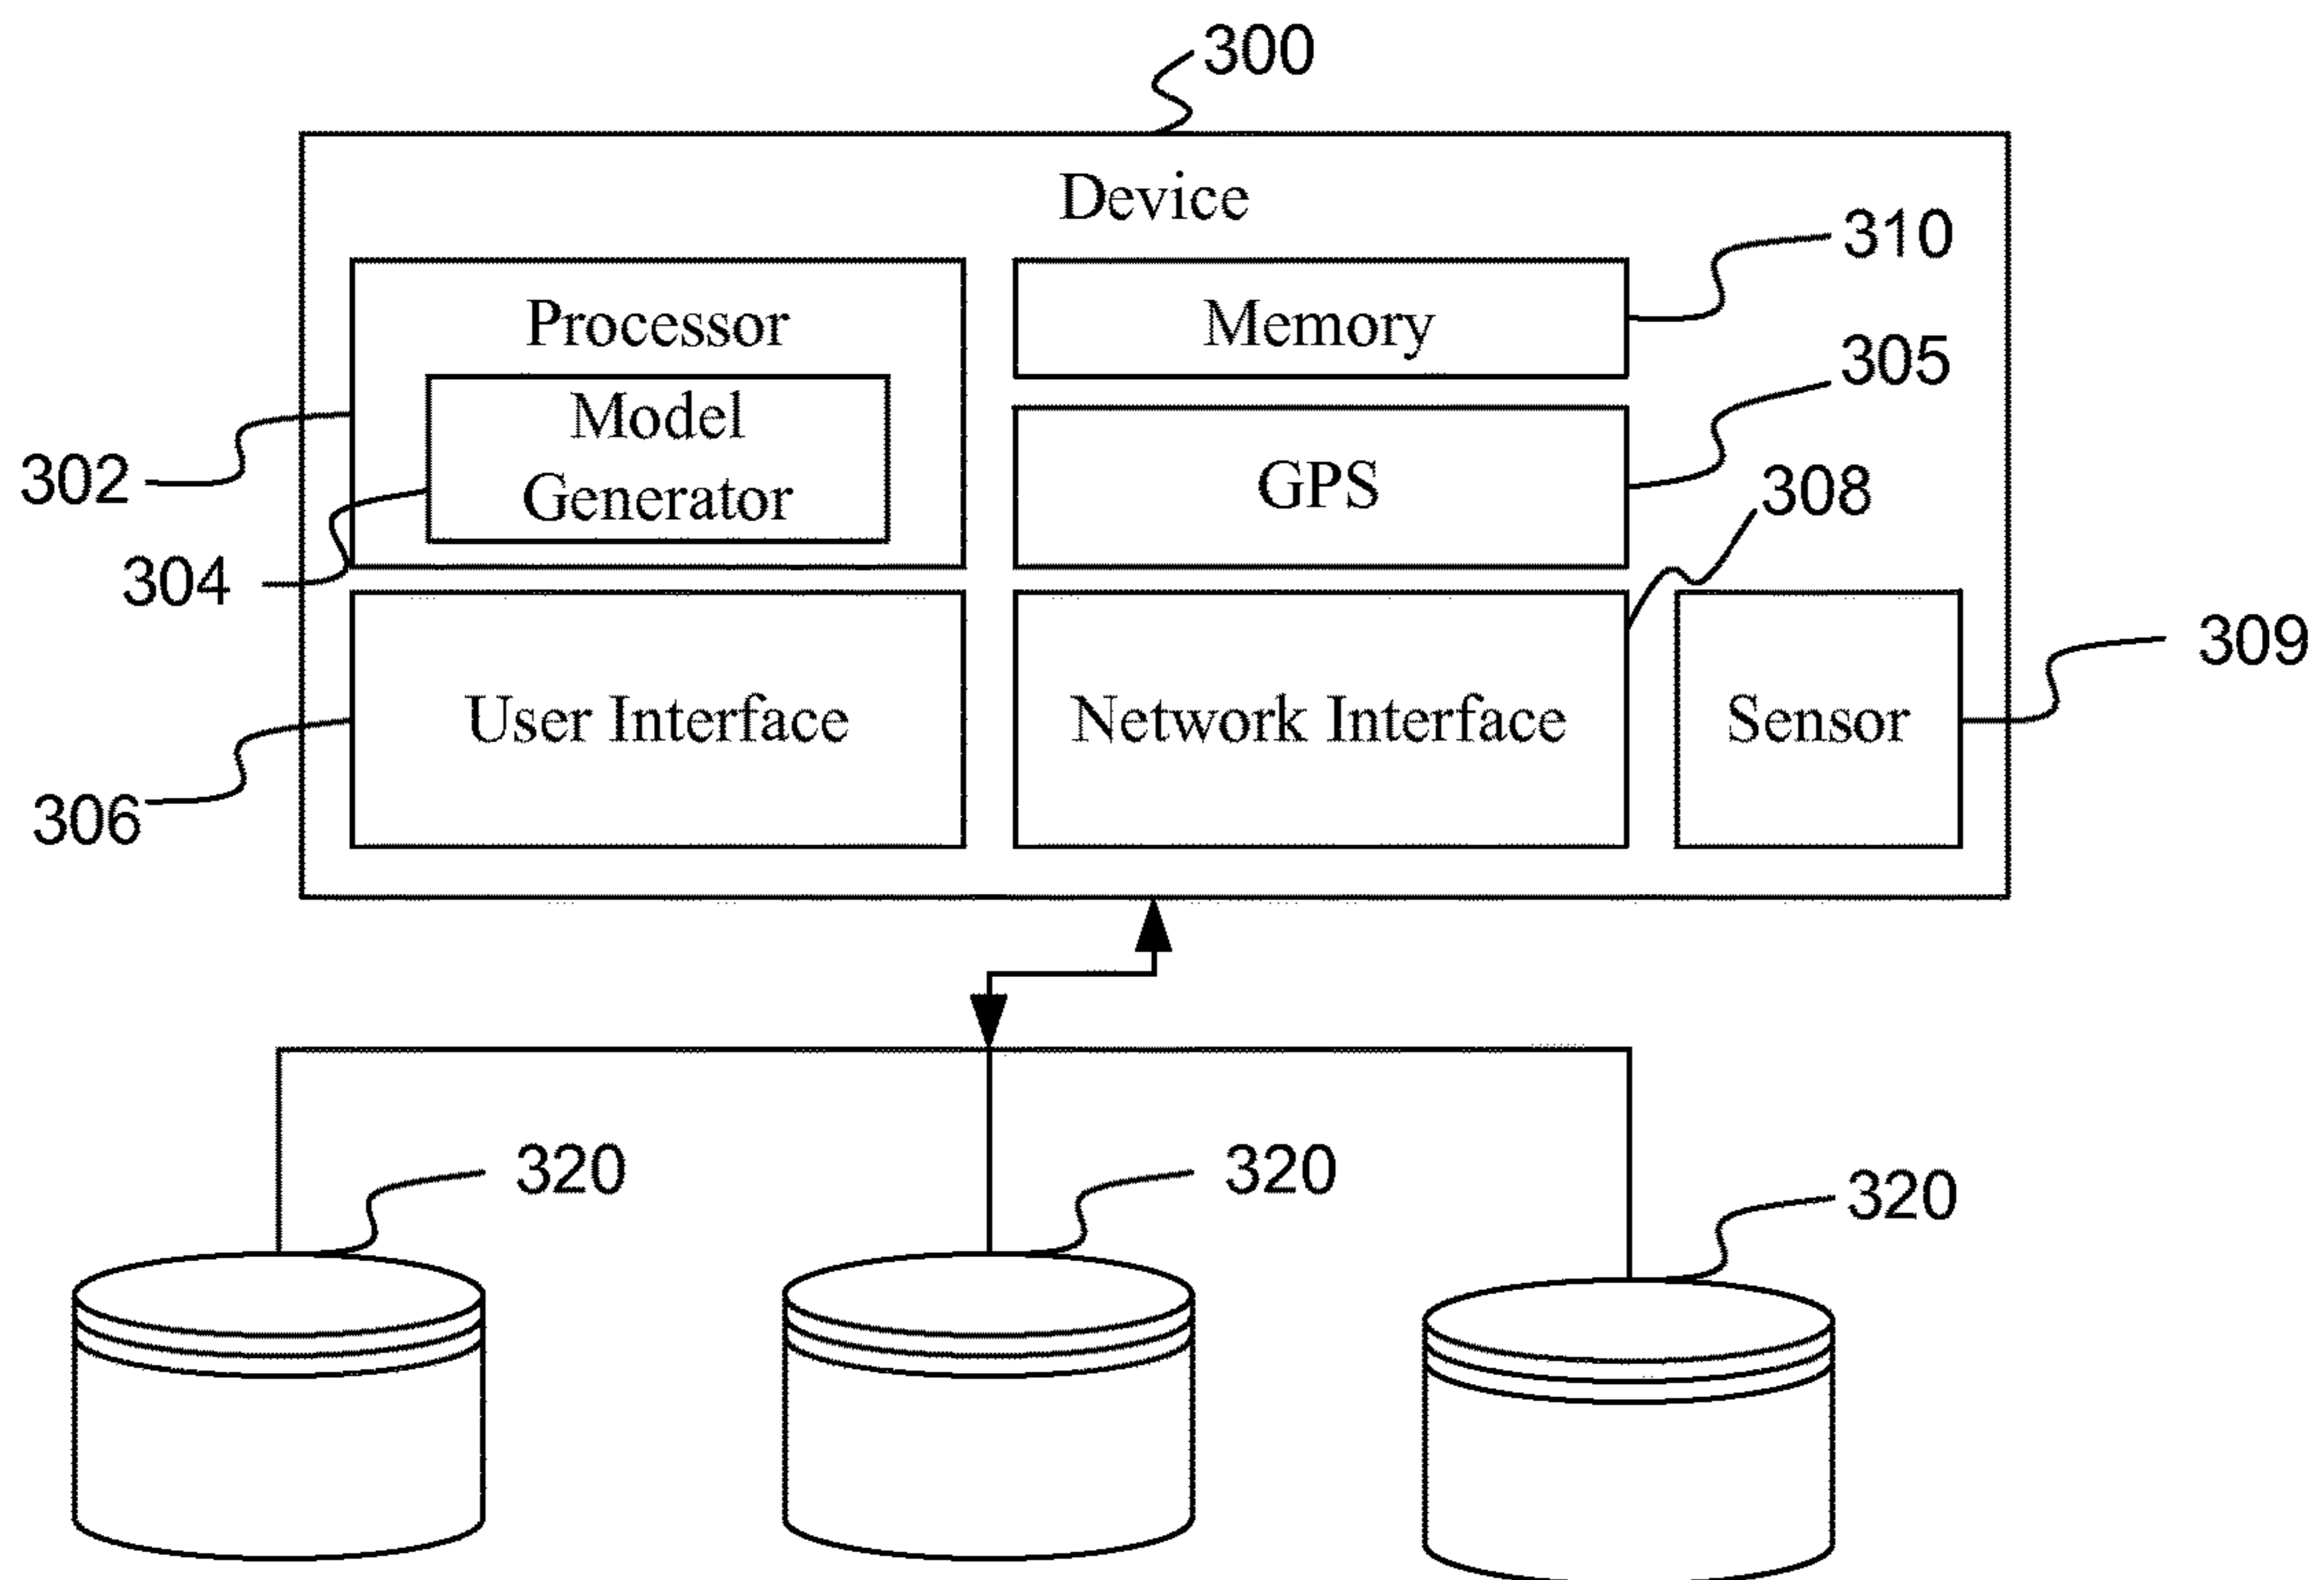 300
Device
310
Processor
Memory
305
Model
Generator
302
GPS
308
304
309
User Interface
Network Interface
Sensor
306
320
320
320